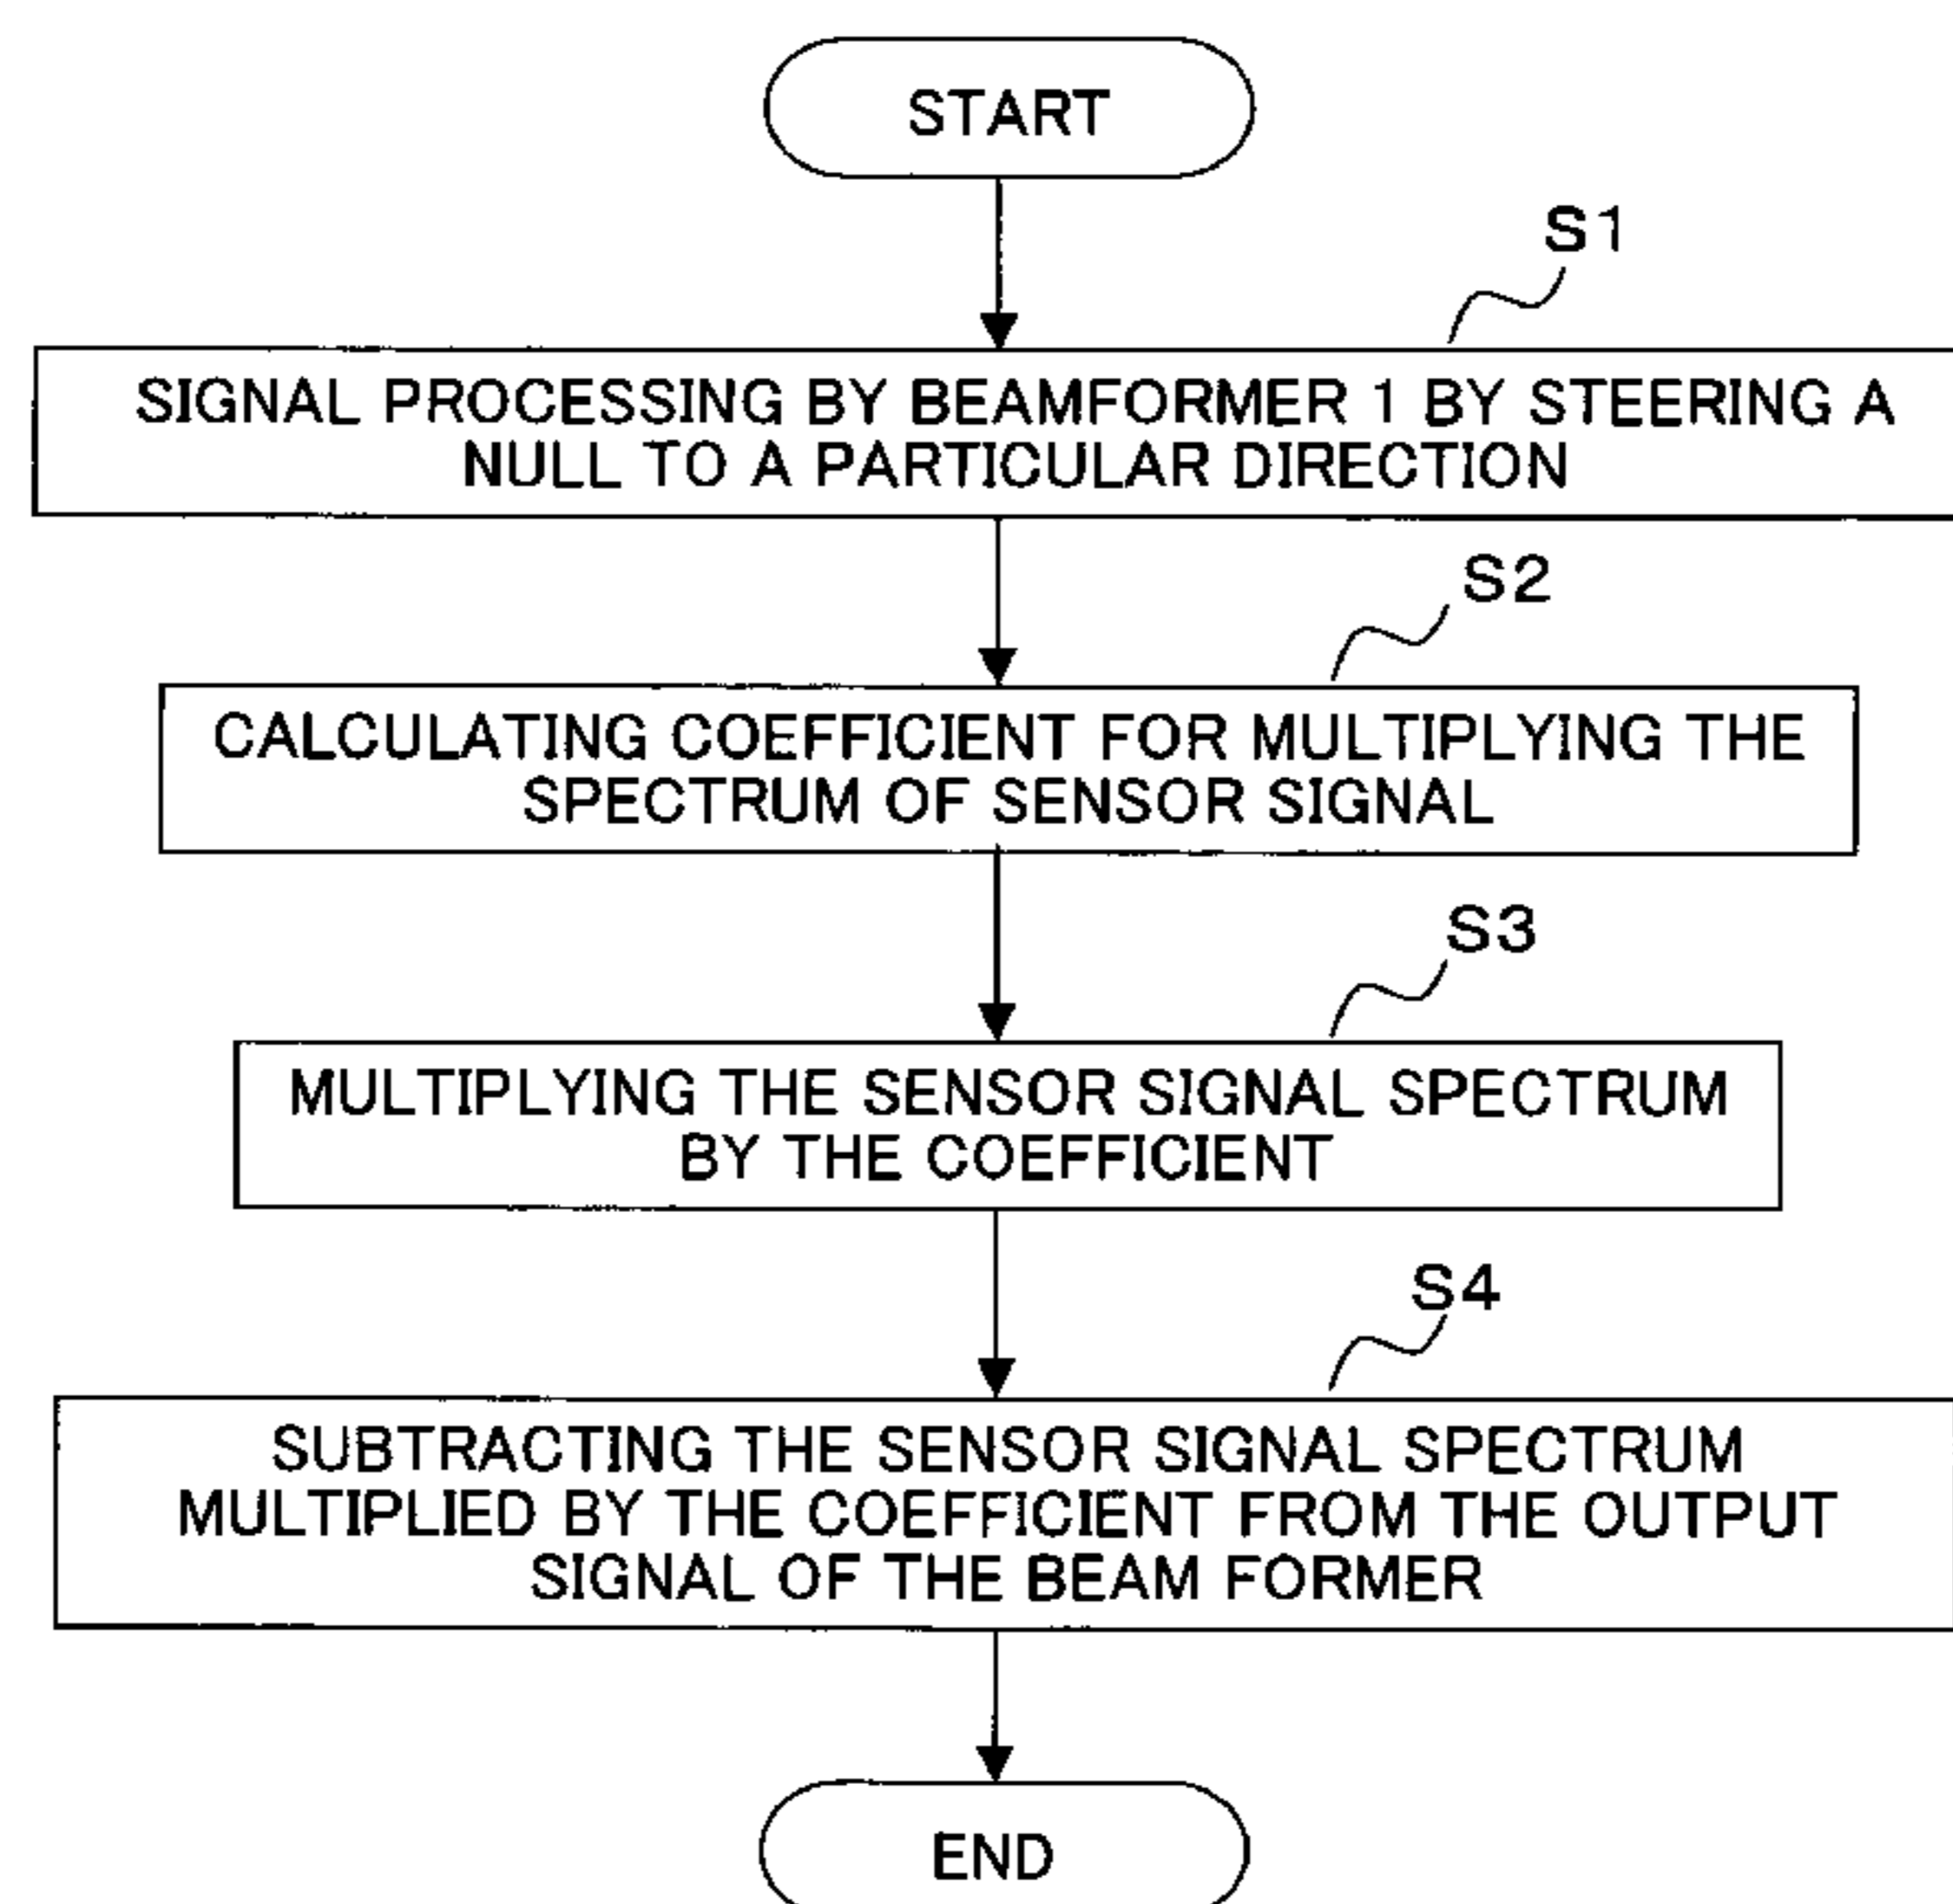 START
S1
SIGNAL PROCESSING BY BEAMFORMER 1 BY STEERING A
NULL TO A PARTICULAR DIRECTION
S2
CALCULATING COEFFICIENT FOR MULTIPLYING THE
SPECTRUM OF SENSOR SIGNAL
S3
MULTIPLYING THE SENSOR SIGNAL SPECTRUM
BY THE COEFFICIENT
S4
SUBTRACTING THE SENSOR SIGNAL SPECTRUM
MULTIPLIED BY THE COEFFICIENT FROM THE OUTPUT
SIGNAL OF THE BEAM FORMER
END